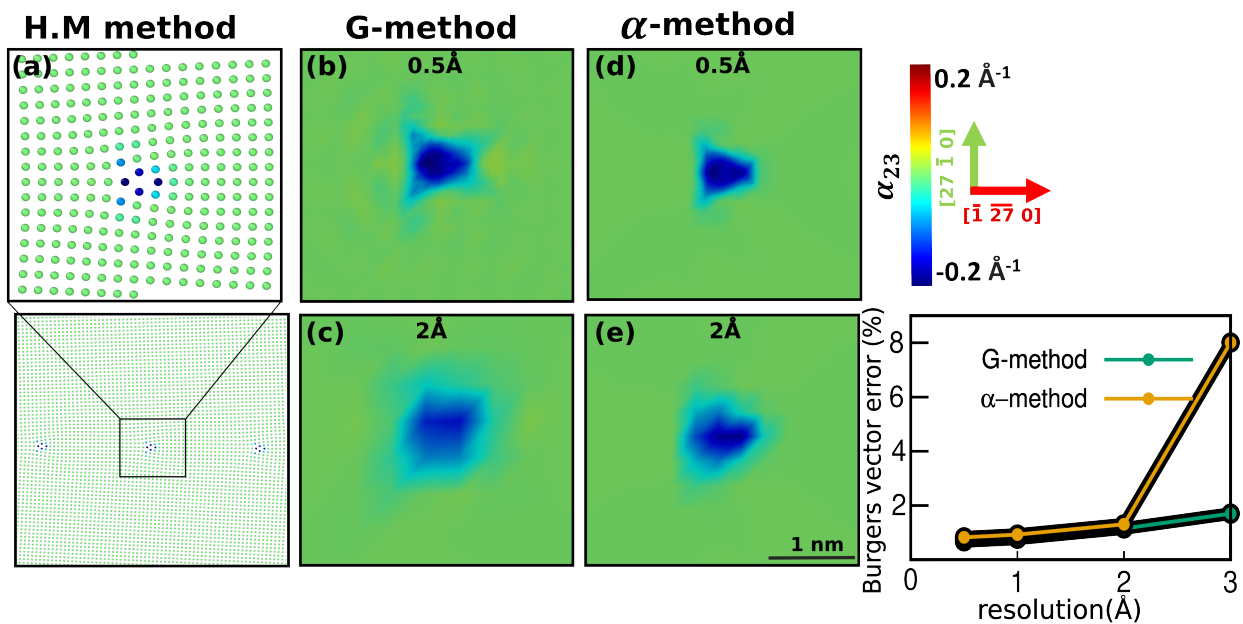 H.M method
G-method
α-method
(a)
(b)
0.5Å
(d)
0.5Å
0.2 Å⁻¹
α₂₃
-0.2 Å⁻¹
[27 1̄ 0]
[1̄ 2̅7̅ 0]
(c)
2Å
(e)
2Å
1 nm
Burgers vector error (%)
8
6
4
2
G-method
α–method
0 1 2 3
resolution(Å)